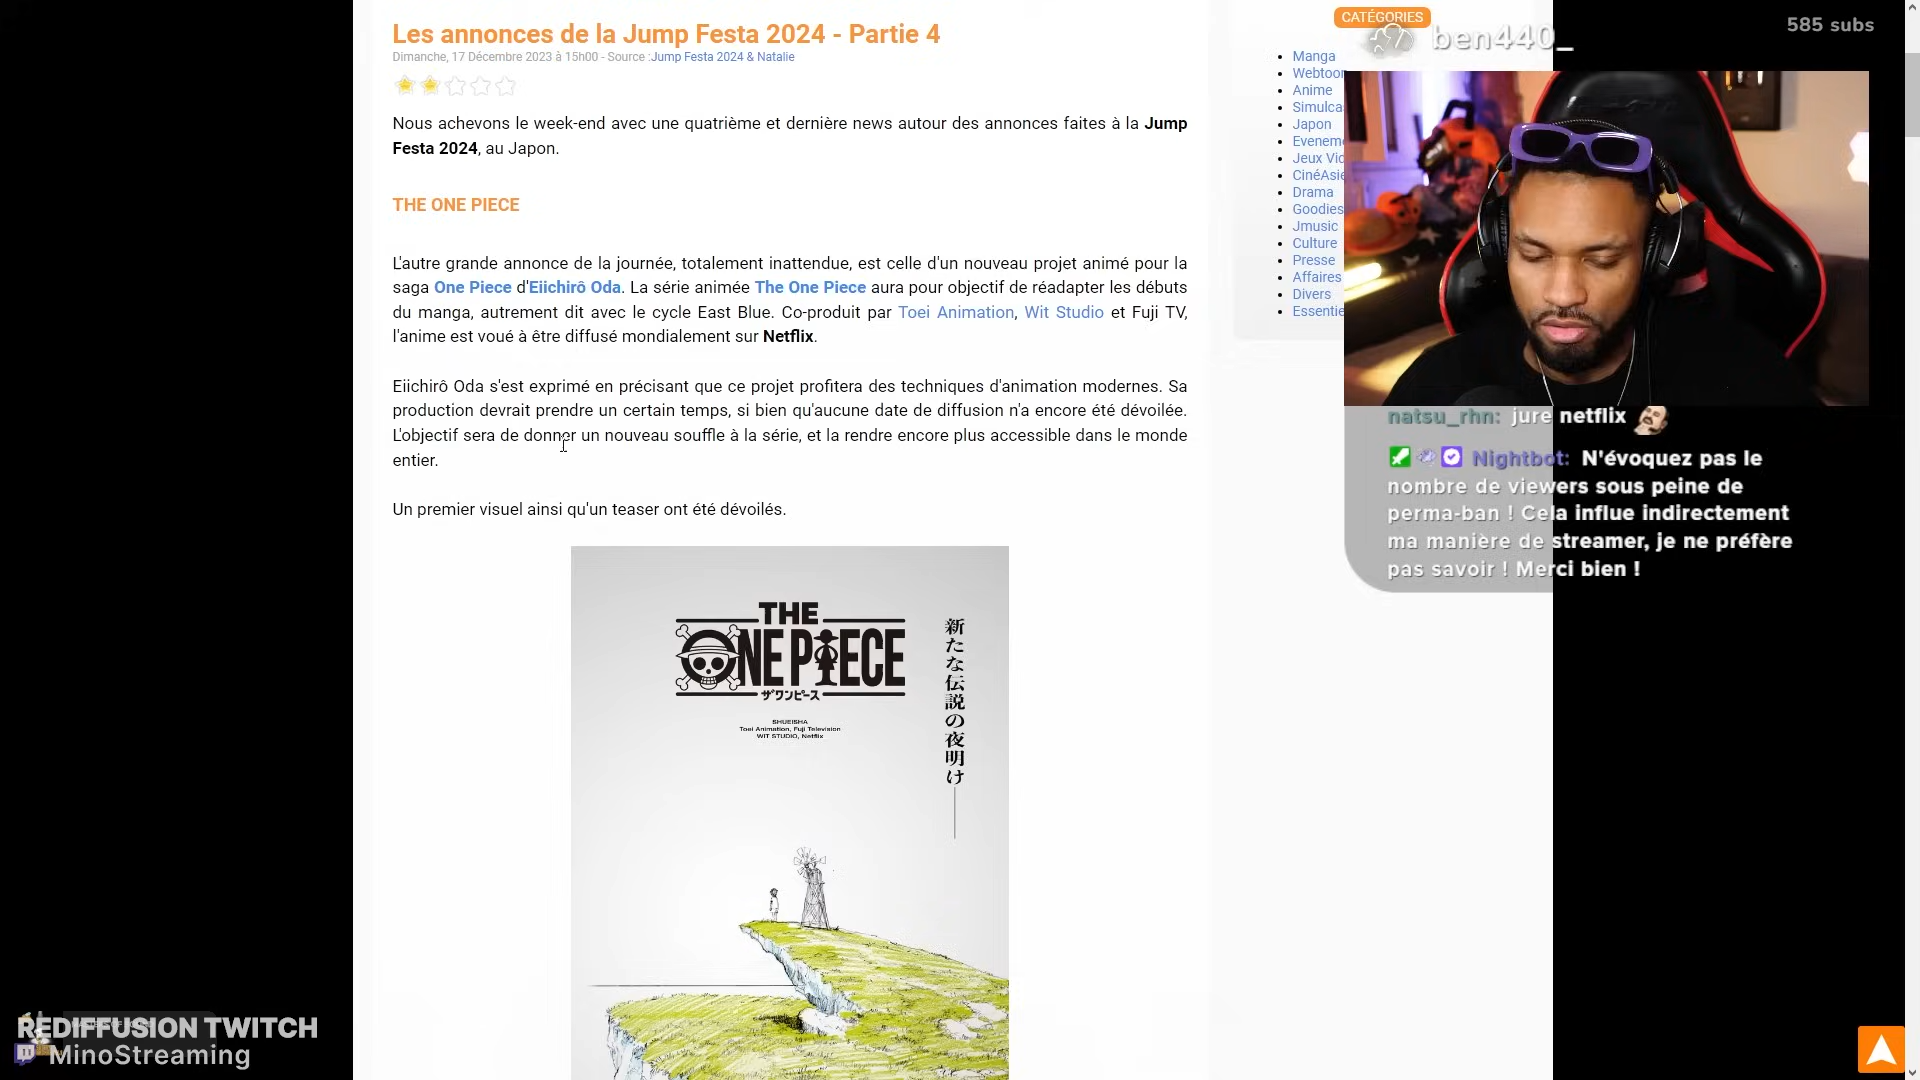 Les annonces de la Jump Festa 2024 - Partie 4
Dimanche, 17 Décembre 2023 à 15h00 - Source :Jump Festa 2024 & Natalie
Nous achevons le week-end avec une quatrième et dernière news autour des annonces faites à la Jump
Festa 2024, au Japon.
THE ONE PIECE
L'autre grande annonce de la journée, totalement inattendue, est celle d'un nouveau projet animé pour la
saga One Piece d'Eiichirô Oda. La série animée The One Piece aura pour objectif de réadapter les débuts
du manga, autrement dit avec le cycle East Blue. Co-produit par Toei Animation, Wit Studio et Fuji TV,
l'anime est voué à être diffusé mondialement sur Netflix.
Eiichirô Oda s'est exprimé en précisant que ce projet profitera des techniques d'animation modernes. Sa
production devrait prendre un certain temps, si bien qu'aucune date de diffusion n'a encore été dévoilée.
L'objectif sera de donner un nouveau souffle à la série, et la rendre encore plus accessible dans le monde
entier.
Un premier visuel ainsi qu'un teaser ont été dévoilés.
THE
ONE PIECE
ザワンピース
SHUEISHA
Toei Animation, Fuji Television
WIT STUDIO, Netflix
新たな伝説の夜明け
CATÉGORIES
Manga
Webtoon
Anime
Simulca
Japon
Evenem
Jeux Vic
CinéAsie
Drama
Goodies
Jmusic
Culture
Presse
Affaires
Divers
Essentie
585 subs
ben440_
natsu_rhn: jure netflix
Nightbot: N'évoquez pas le
nombre de viewers sous peine de
perma-ban ! Cela influe indirectement
ma manière de streamer, je ne préfère
pas savoir ! Merci bien !
REDIFFUSION TWITCH
MinoStreaming